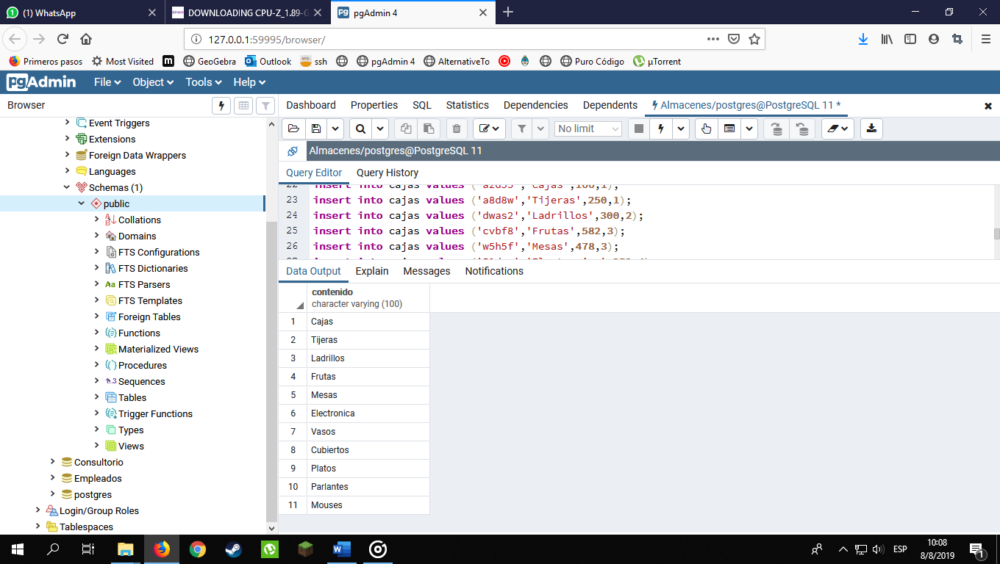 (1) WhatsApp
DOWNLOADING CPU-Z_1.89-
pgAdmin 4
127.0.0.1:59995/browser/
Primeros pasos Most Visited GeoGebra Outlook ssh pgAdmin 4 AlternativeTo Puro Código µTorrent
pgAdmin File Object Tools Help
Browser
Dashboard Properties SQL Statistics Dependencies Dependents Almacenes/postgres@PostgreSQL 11 *
Event Triggers
Extensions
Foreign Data Wrappers
Languages
Schemas (1)
public
Collations
Domains
FTS Configurations
FTS Dictionaries
FTS Parsers
FTS Templates
Foreign Tables
Functions
Materialized Views
Procedures
Sequences
Tables
Trigger Functions
Types
Views
Consultorio
Empleados
postgres
Login/Group Roles
Tablespaces
No limit
Almacenes/postgres@PostgreSQL 11
Query Editor Query History
23 insert into cajas values ('a8d8w','Tijeras',250,1);
24 insert into cajas values ('dwas2','Ladrillos',300,2);
25 insert into cajas values ('cvbf8','Frutas',582,3);
26 insert into cajas values ('w5h5f','Mesas',478,3);
Data Output Explain Messages Notifications
contenido
character varying (100)
1 Cajas
2 Tijeras
3 Ladrillos
4 Frutas
5 Mesas
6 Electronica
7 Vasos
8 Cubiertos
9 Platos
10 Parlantes
11 Mouses
ESP
10:08
8/8/2019
1